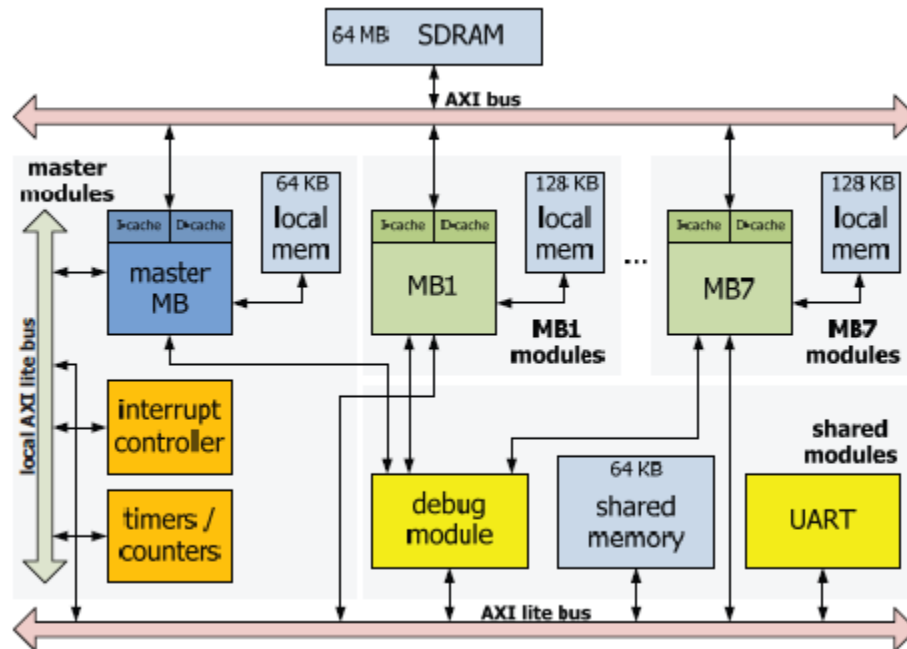 64 MB SDRAM
AXI bus
master
modules
64 KB
local
mem
I-cache D-cache
master
MB
128 KB
local
mem
I-cache D-cache
MB1
MB1
modules
...
128 KB
local
mem
I-cache D-cache
MB7
MB7
modules
local AXI lite bus
interrupt
controller
timers /
counters
debug
module
64 KB
shared
memory
shared
modules
UART
AXI lite bus